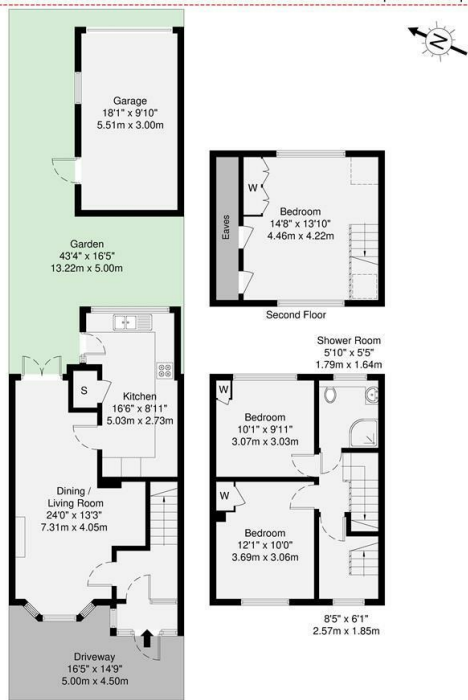 N
Garage
18'1" x 9'10"
5.51m x 3.00m
W
Bedroom
14'8" x 13'10"
4.46m x 4.22m
Eaves
Second Floor
Garden
43'4" x 16'5"
13.22m x 5.00m
S
Kitchen
16'6" x 8'11"
5.03m x 2.73m
Dining /
Living Room
24'0" x 13'3"
7.31m x 4.05m
Driveway
16'5" x 14'9"
5.00m x 4.50m
Shower Room
5'10" x 5'5"
1.79m x 1.64m
W
Bedroom
10'1" x 9'11"
3.07m x 3.03m
W
Bedroom
12'1" x 10'0"
3.69m x 3.06m
8'5" x 6'1"
2.57m x 1.85m